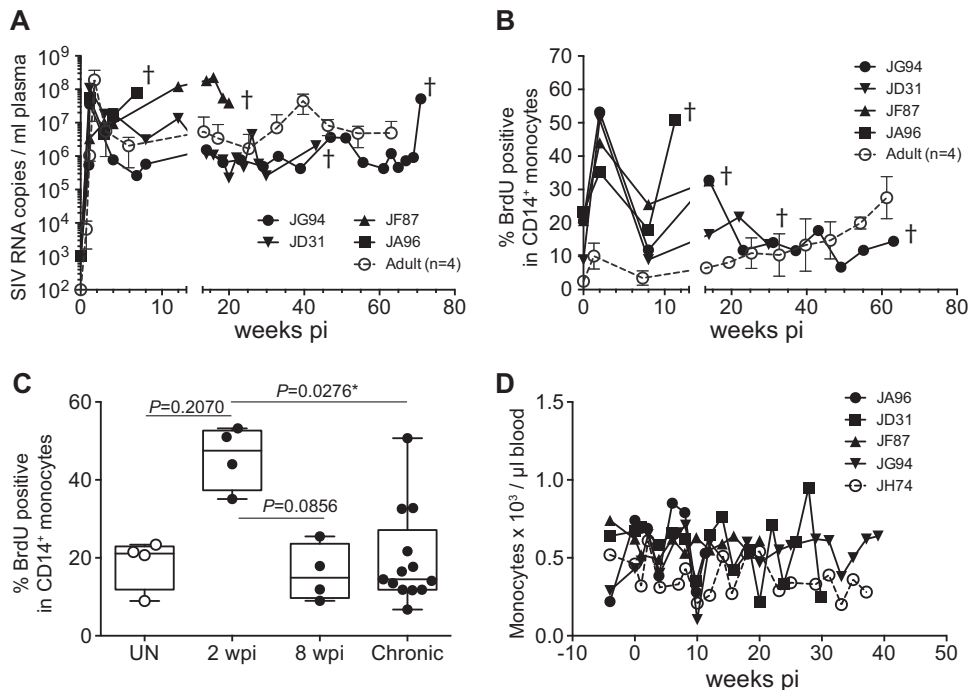 A
SIV RNA copies / ml plasma
10⁹
10⁸
10⁷
10⁶
10⁵
10⁴
10³
10²
0 6 12 20 40 60 80
weeks pi
†
†
†
†
JG94
JD31
JF87
JA96
Adult (n=4)
B
% BrdU positive
in CD14⁺ monocytes
70
60
50
40
30
20
10
0
0 8 20 40 60 80
weeks pi
†
†
†
†
JG94
JD31
JF87
JA96
Adult (n=4)
C
% BrdU positive
in CD14⁺ monocytes
60
40
20
0
P=0.0276*
P=0.2070
P=0.0856
UN 2 wpi 8 wpi Chronic
D
Monocytes x 10³ / µl blood
1.5
1.0
0.5
0.0
-10 0 10 20 30 40 50
weeks pi
JA96
JD31
JF87
JG94
JH74